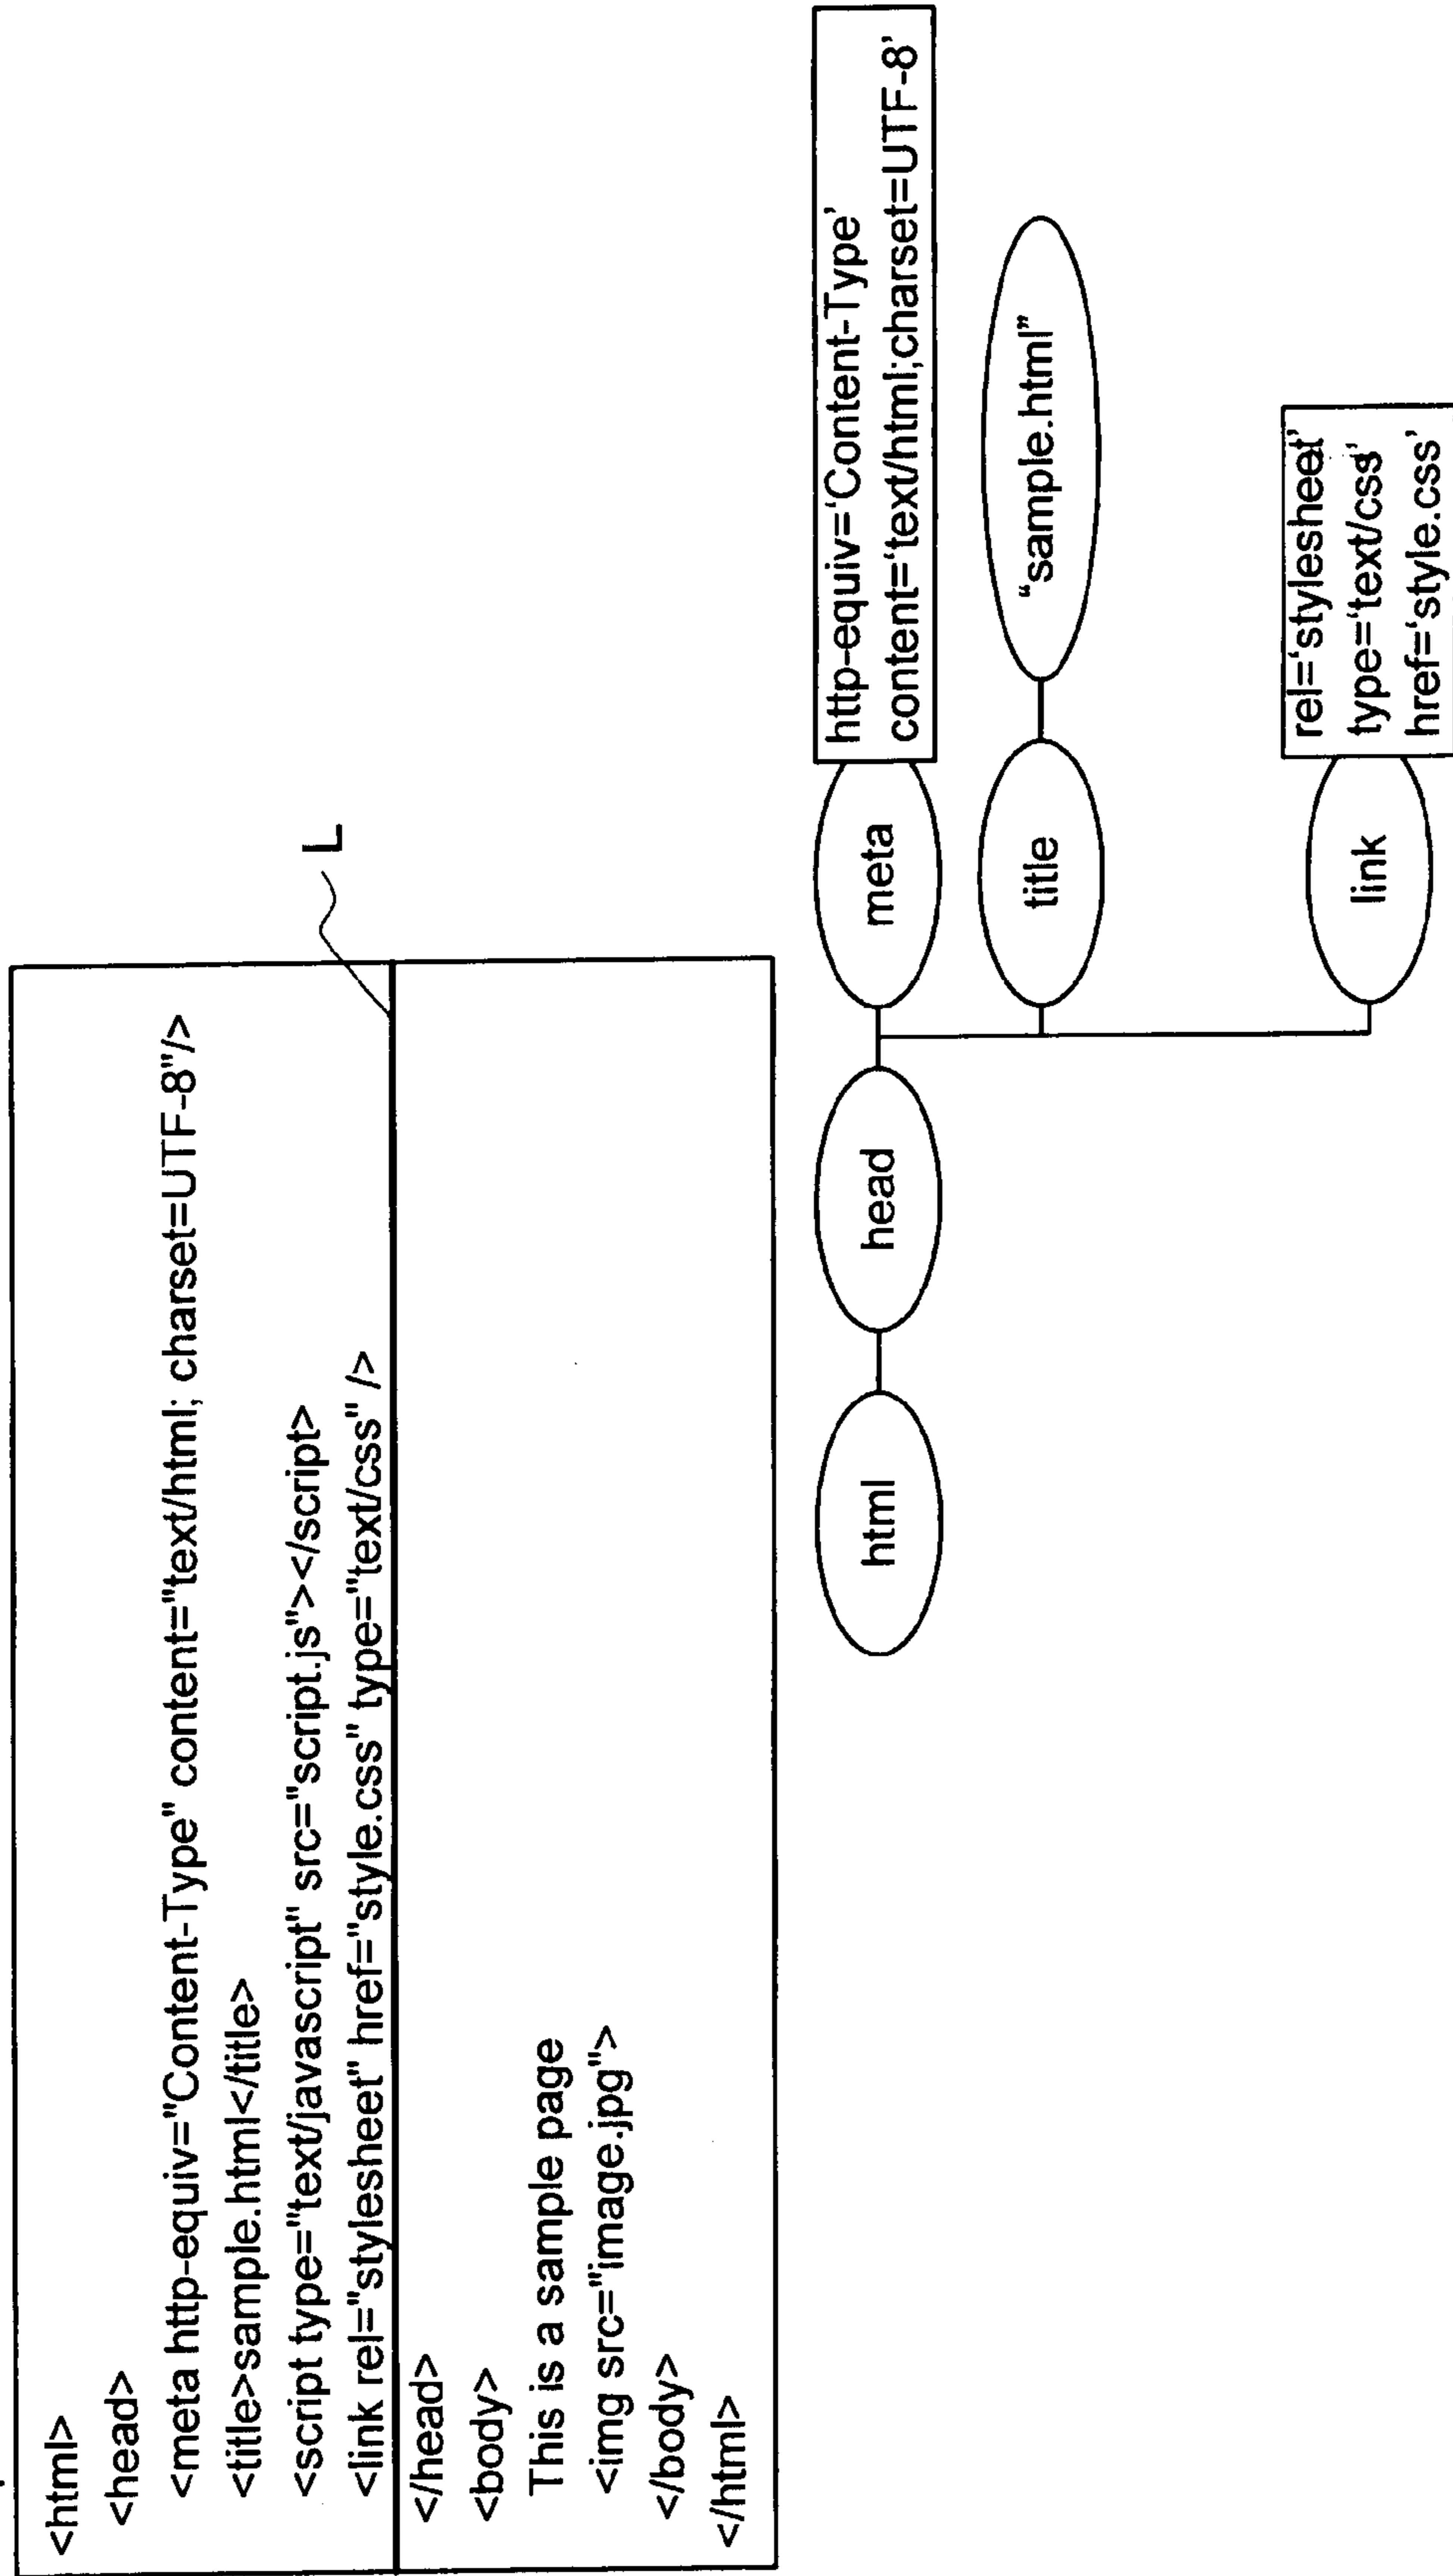 <html>
<head>
<meta http-equiv="Content-Type" content="text/html; charset=UTF-8"/>
<title>sample.html</title>
<script type="text/javascript" src="script.js"></script>
<link rel="stylesheet" href="style.css" type="text/css" />
L
</head>
<body>
This is a sample page
<img src="image.jpg">
</body>
</html>
html
head
meta
http-equiv=‘Content-Type’
content=‘text/html;charset=UTF-8’
title
“sample.html”
link
rel=‘stylesheet’
type=‘text/css’
href=‘style.css’